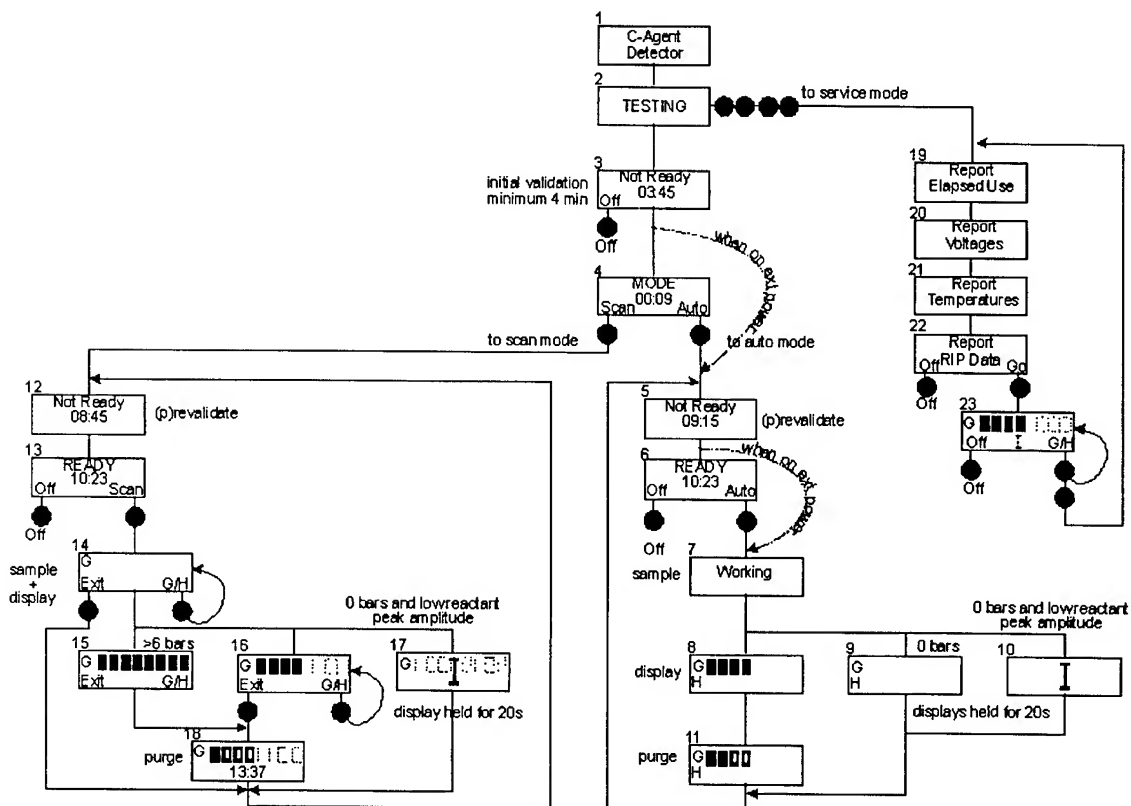 1
C-Agent
Detector
2
TESTING
to service mode
3
Not Ready
03:45
Off
initial validation
minimum 4 min
Off
when on ext power
4
MODE
00:09
Scan Auto
to scan mode
to auto mode
19
Report
Elapsed Use
20
Report
Voltages
21
Report
Temperatures
22
Report
RIP Data
Off Go
Off
23
G
Off I G/H
Off
12
Not Ready
08:45
(p)revalidate
13
READY
10:23
Off Scan
Off
14
G
Exit G/H
sample
+
display
15
>6 bars
G
Exit G/H
16
G
Exit G/H
0 bars and lowreactant
peak amplitude
17
G
I
display held for 20s
18
G
13:37
purge
5
Not Ready
09:15
(p)revalidate
when on ext power
6
READY
10:23
Off Auto
Off
7
Working
sample
8
G
H
display
9
0 bars
G
H
0 bars and lowreactant
peak amplitude
10
I
displays held for 20s
11
G
H
purge